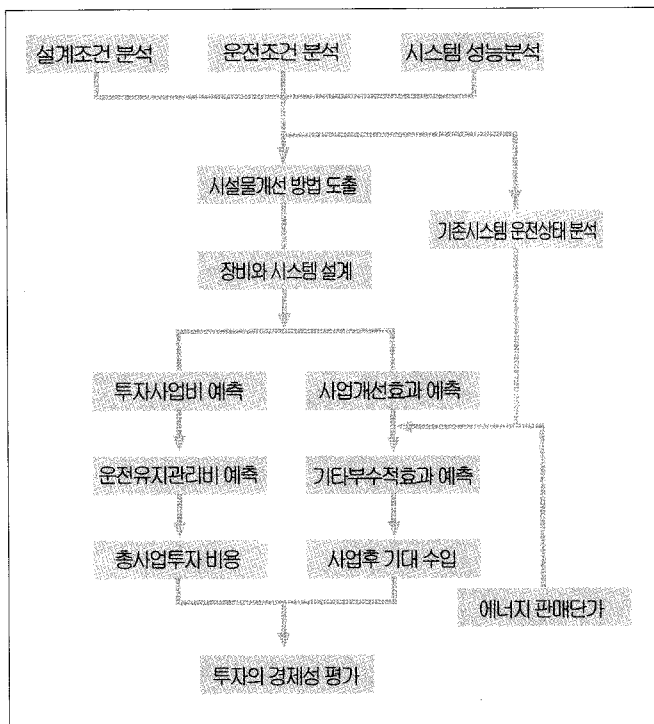 설계조건 분석
운전조건 분석
시스템 성능분석
시설물개선 방법 도출
기존시스템 운전상태 분석
장비와 시스템 설계
투자사업비 예측
사업개선효과 예측
운전유지관리비 예측
기타부수적효과 예측
총사업투자 비용
사업후 기대 수입
에너지 판매단가
투자의 경제성 평가